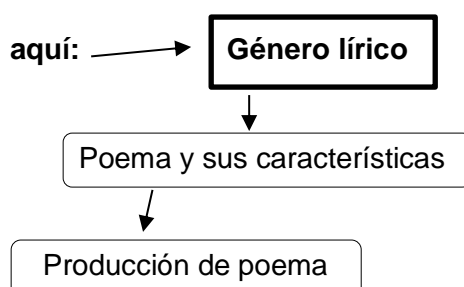 aquí:
Género lírico
Poema y sus características
Producción de poema